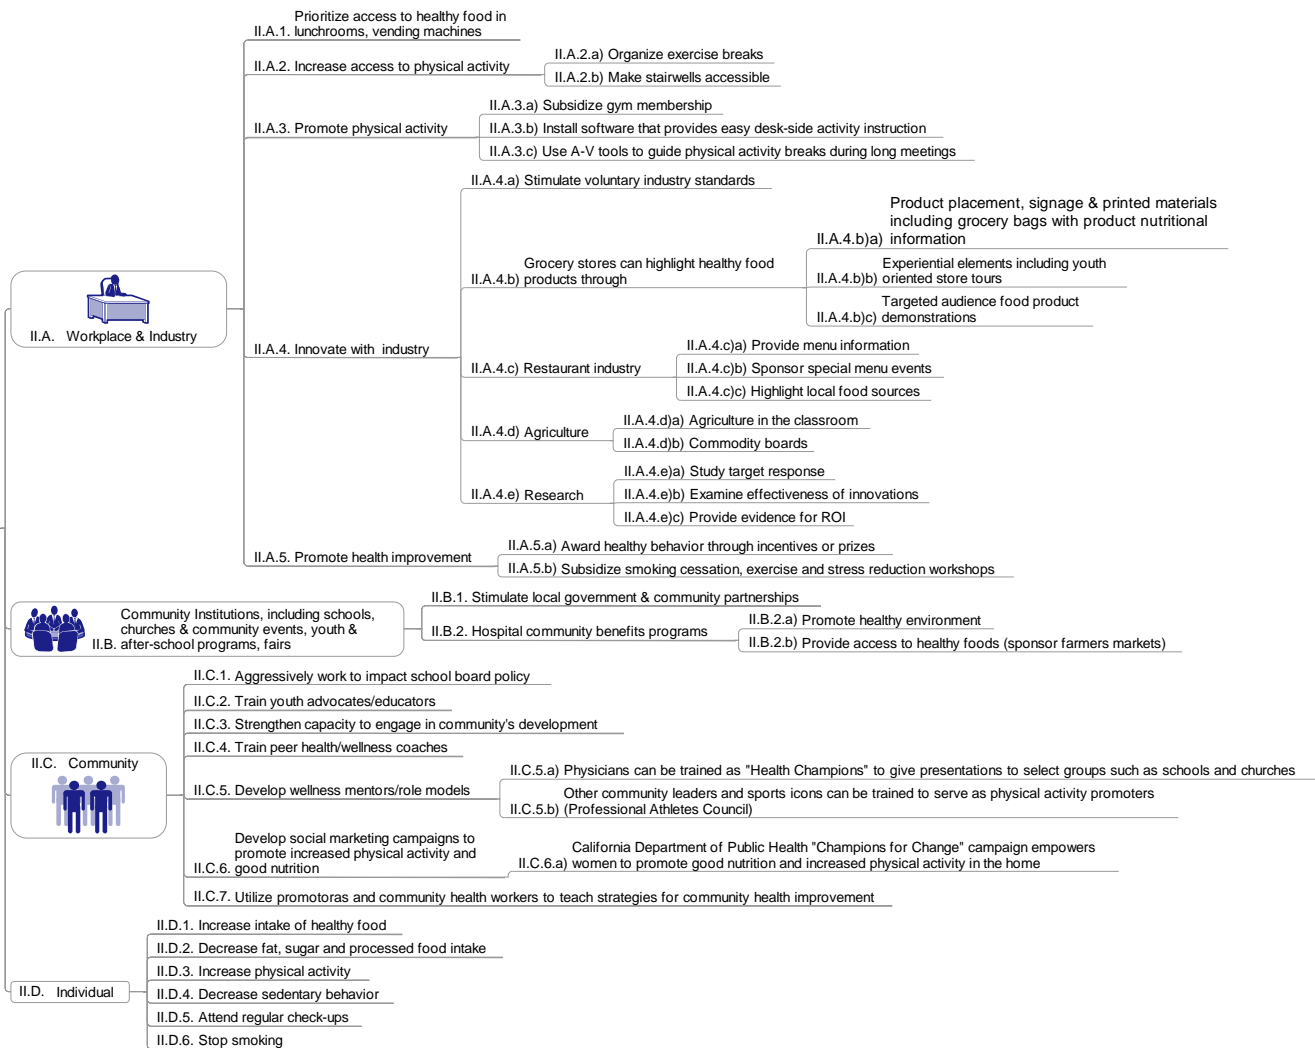 Prioritize access to healthy food in
II.A.1. lunchrooms, vending machines
II.A.2. Increase access to physical activity
II.A.2.a) Organize exercise breaks
II.A.2.b) Make stairwells accessible
II.A.3. Promote physical activity
II.A.3.a) Subsidize gym membership
II.A.3.b) Install software that provides easy desk-side activity instruction
II.A.3.c) Use A-V tools to guide physical activity breaks during long meetings
II.A. Workplace & Industry
II.A.4. Innovate with industry
II.A.4.a) Stimulate voluntary industry standards
Grocery stores can highlight healthy food
II.A.4.b) products through
Product placement, signage & printed materials
including grocery bags with product nutritional
II.A.4.b)a) information
Experiential elements including youth
II.A.4.b)b) oriented store tours
Targeted audience food product
II.A.4.b)c) demonstrations
II.A.4.c) Restaurant industry
II.A.4.c)a) Provide menu information
II.A.4.c)b) Sponsor special menu events
II.A.4.c)c) Highlight local food sources
II.A.4.d) Agriculture
II.A.4.d)a) Agriculture in the classroom
II.A.4.d)b) Commodity boards
II.A.4.e) Research
II.A.4.e)a) Study target response
II.A.4.e)b) Examine effectiveness of innovations
II.A.4.e)c) Provide evidence for ROI
II.A.5. Promote health improvement
II.A.5.a) Award healthy behavior through incentives or prizes
II.A.5.b) Subsidize smoking cessation, exercise and stress reduction workshops
Community Institutions, including schools,
churches & community events, youth &
II.B. after-school programs, fairs
II.B.1. Stimulate local government & community partnerships
II.B.2. Hospital community benefits programs
II.B.2.a) Promote healthy environment
II.B.2.b) Provide access to healthy foods (sponsor farmers markets)
II.C. Community
II.C.1. Aggressively work to impact school board policy
II.C.2. Train youth advocates/educators
II.C.3. Strengthen capacity to engage in community's development
II.C.4. Train peer health/wellness coaches
II.C.5. Develop wellness mentors/role models
II.C.5.a) Physicians can be trained as "Health Champions" to give presentations to select groups such as schools and churches
Other community leaders and sports icons can be trained to serve as physical activity promoters
II.C.5.b) (Professional Athletes Council)
Develop social marketing campaigns to
promote increased physical activity and
II.C.6. good nutrition
California Department of Public Health "Champions for Change" campaign empowers
II.C.6.a) women to promote good nutrition and increased physical activity in the home
II.C.7. Utilize promotoras and community health workers to teach strategies for community health improvement
II.D. Individual
II.D.1. Increase intake of healthy food
II.D.2. Decrease fat, sugar and processed food intake
II.D.3. Increase physical activity
II.D.4. Decrease sedentary behavior
II.D.5. Attend regular check-ups
II.D.6. Stop smoking